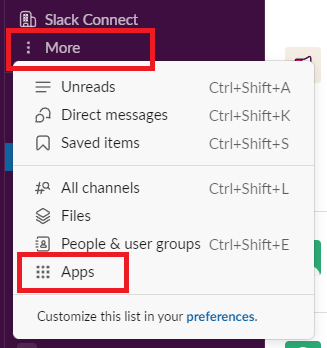 Slack Connect
More
Unreads Ctrl+Shift+A
Direct messages Ctrl+Shift+K
Saved items Ctrl+Shift+S
All channels Ctrl+Shift+L
Files
People & user groups Ctrl+Shift+E
Apps
Customize this list in your preferences.